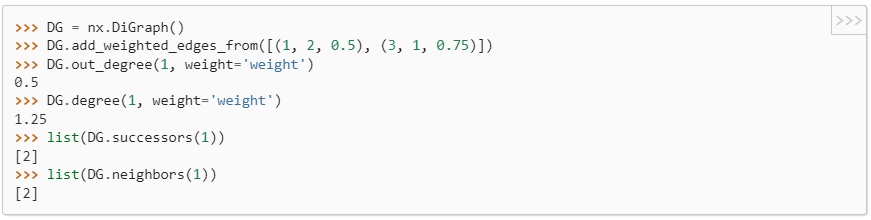 >>>
>>> DG = nx.DiGraph()
>>> DG.add_weighted_edges_from([(1, 2, 0.5), (3, 1, 0.75)])
>>> DG.out_degree(1, weight='weight')
0.5
>>> DG.degree(1, weight='weight')
1.25
>>> list(DG.successors(1))
[2]
>>> list(DG.neighbors(1))
[2]